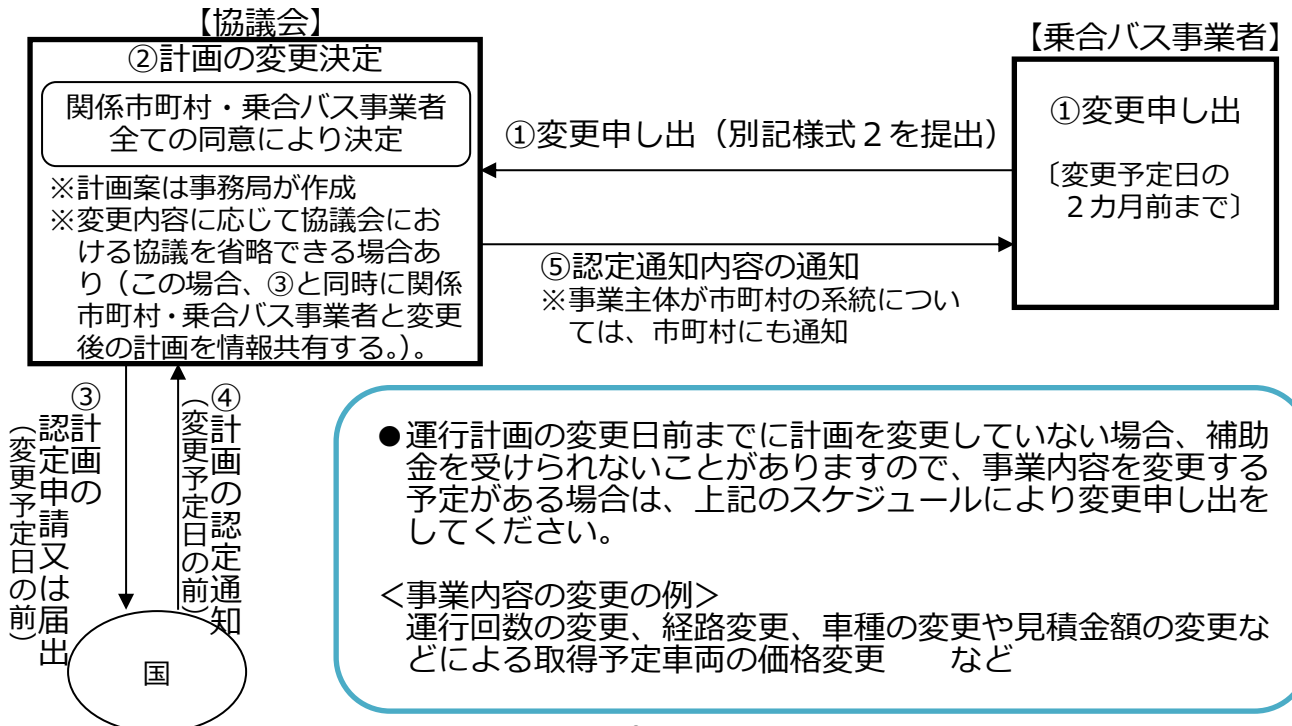 【協議会】
②計画の変更決定
関係市町村・乗合バス事業者
全ての同意により決定
※計画案は事務局が作成
※変更内容に応じて協議会にお
ける協議を省略できる場合あ
り（この場合、③と同時に関係
市町村・乗合バス事業者と変更
後の計画を情報共有する。）。
①変更申し出（別記様式２を提出）
⑤認定通知内容の通知
※事業主体が市町村の系統につい
ては、市町村にも通知
【乗合バス事業者】
①変更申し出
〔変更予定日の
２カ月前まで〕
③計画の
認定申請又は届出
（変更予定日の前）
④計画の認定通知
（変更予定日の前）
国
●運行計画の変更日前までに計画を変更していない場合、補助
金を受けられないことがありますので、事業内容を変更する
予定がある場合は、上記のスケジュールにより変更申し出を
してください。
＜事業内容の変更の例＞
運行回数の変更、経路変更、車種の変更や見積金額の変更な
どによる取得予定車両の価格変更　　など